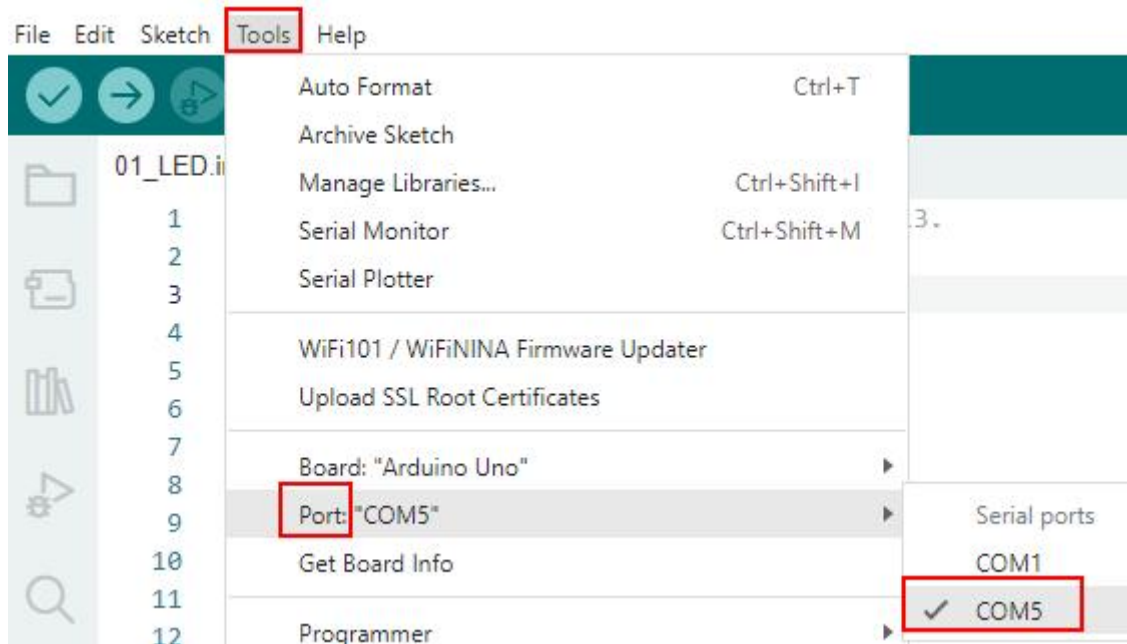 File Edit Sketch Tools Help
Auto Format Ctrl+T
Archive Sketch
01_LED.i
Manage Libraries... Ctrl+Shift+I
1 3.
Serial Monitor Ctrl+Shift+M
2
Serial Plotter
3
4
WiFi101 / WiFiNINA Firmware Updater
5
Upload SSL Root Certificates
6
7
Board: "Arduino Uno"
8
Port: "COM5" Serial ports
9
10 Get Board Info COM1
11 COM5
12 Programmer